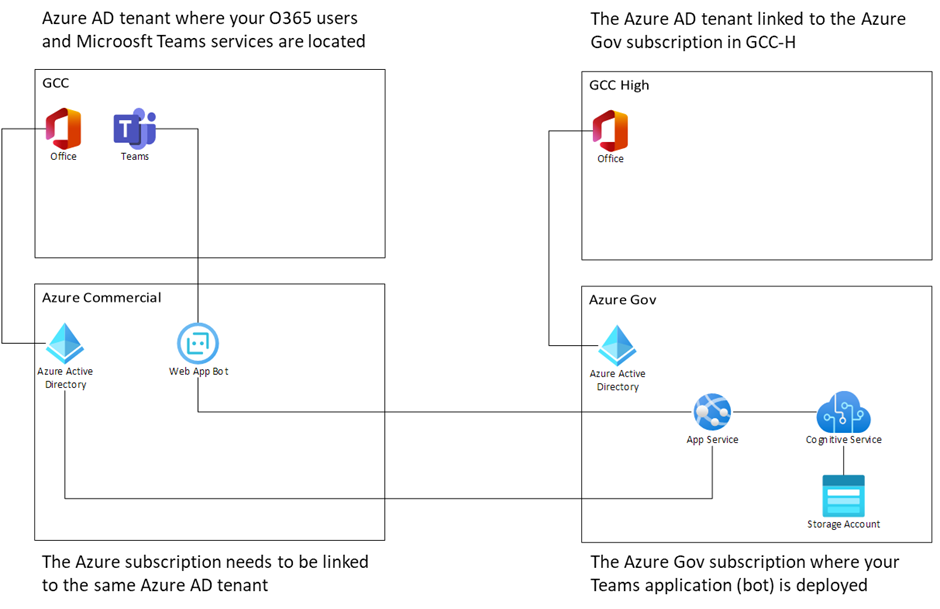 Azure AD tenant where your O365 users
and Microosft Teams services are located
The Azure AD tenant linked to the Azure
Gov subscription in GCC-H
GCC
Office
Teams
GCC High
Office
Azure Commercial
Azure Active
Directory
Web App Bot
Azure Gov
Azure Active
Directory
App Service
Cognitive Service
Storage Account
The Azure subscription needs to be linked
to the same Azure AD tenant
The Azure Gov subscription where your
Teams application (bot) is deployed